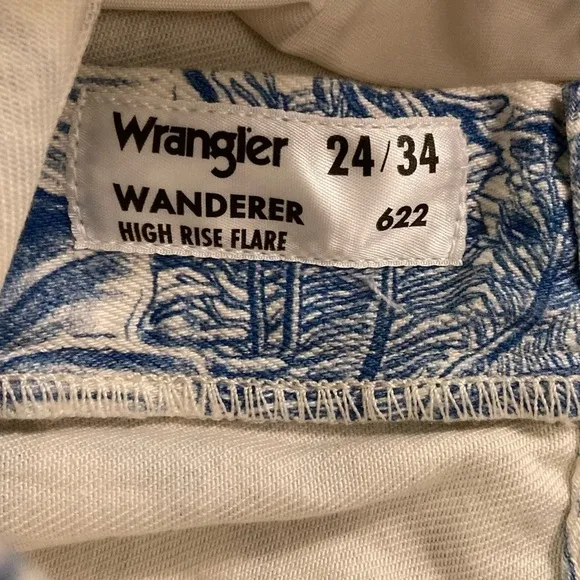 Wrangler 24/34
WANDERER 622
HIGH RISE FLARE